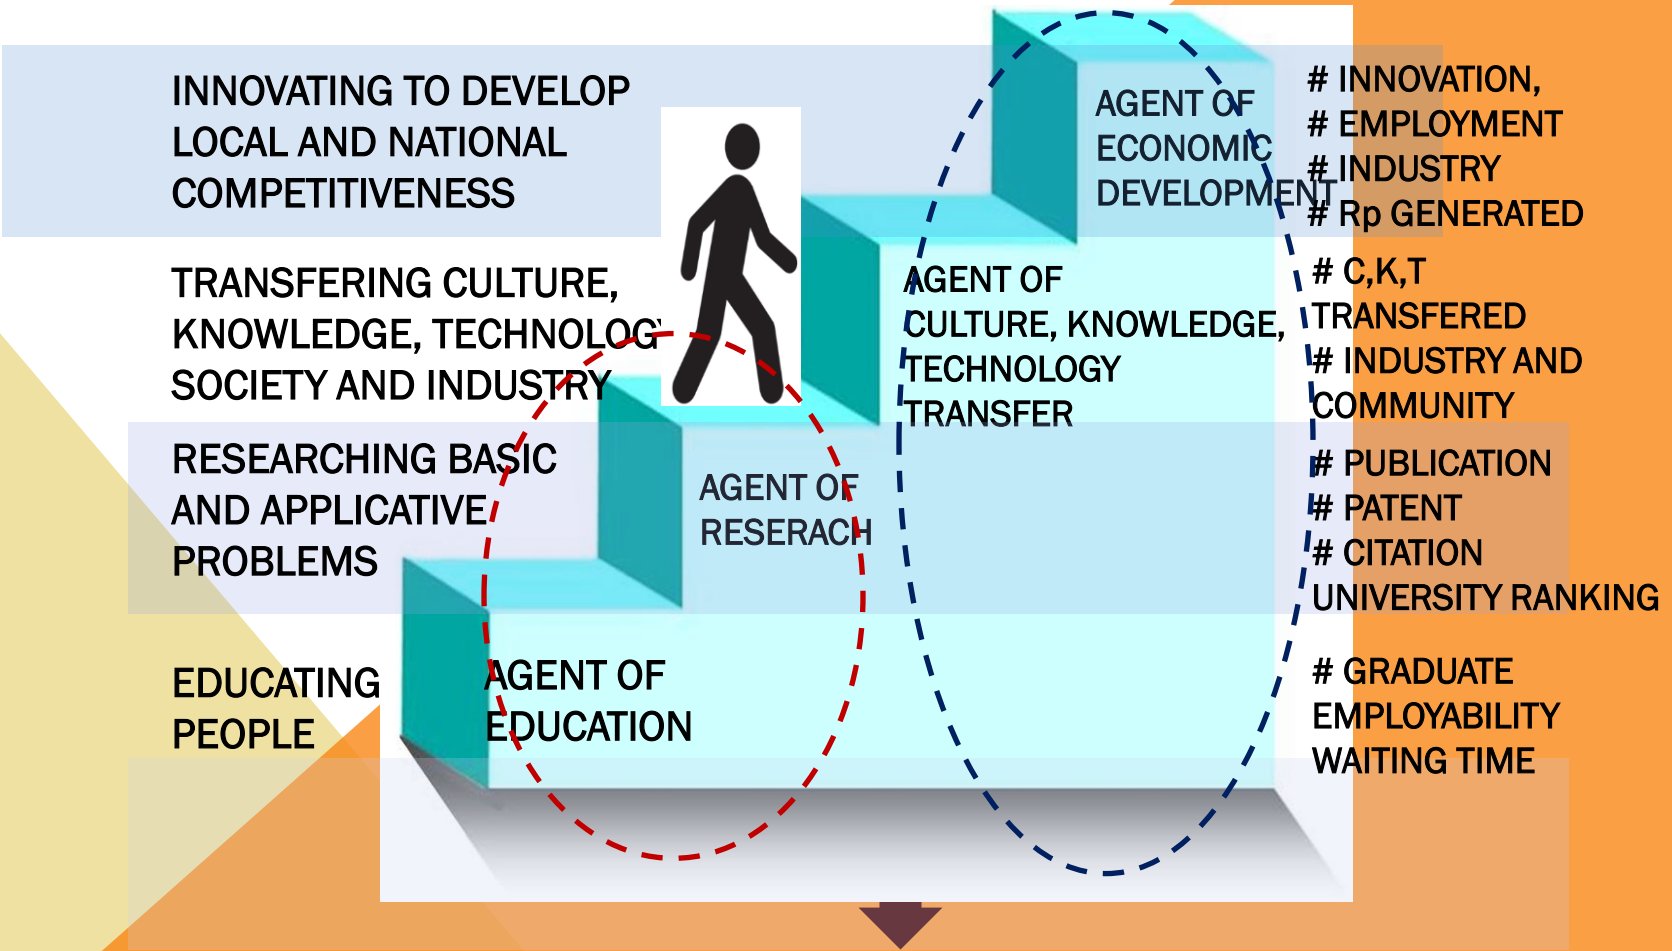 INNOVATING TO DEVELOP
LOCAL AND NATIONAL
COMPETITIVENESS
AGENT OF
ECONOMIC
DEVELOPMENT
# INNOVATION,
# EMPLOYMENT
# INDUSTRY
# Rp GENERATED
TRANSFERING CULTURE,
KNOWLEDGE, TECHNOLOGY
SOCIETY AND INDUSTRY
AGENT OF
CULTURE, KNOWLEDGE,
TECHNOLOGY
TRANSFER
# C,K,T
TRANSFERED
# INDUSTRY AND
COMMUNITY
RESEARCHING BASIC
AND APPLICATIVE
PROBLEMS
AGENT OF
RESERACH
# PUBLICATION
# PATENT
# CITATION
UNIVERSITY RANKING
EDUCATING
PEOPLE
AGENT OF
EDUCATION
# GRADUATE
EMPLOYABILITY
WAITING TIME